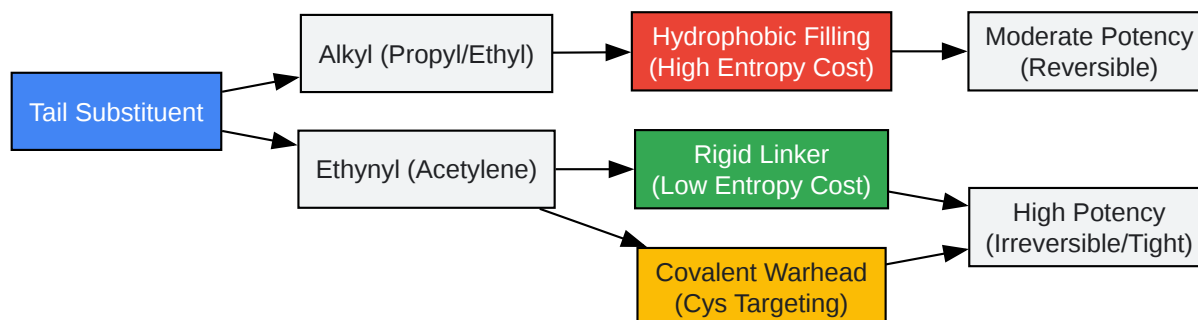 Tail Substituent
Alkyl (Propyl/Ethyl)
Hydrophobic Filling
(High Entropy Cost)
Moderate Potency
(Reversible)
Ethynyl (Acetylene)
Rigid Linker
(Low Entropy Cost)
Covalent Warhead
(Cys Targeting)
High Potency
(Irreversible/Tight)